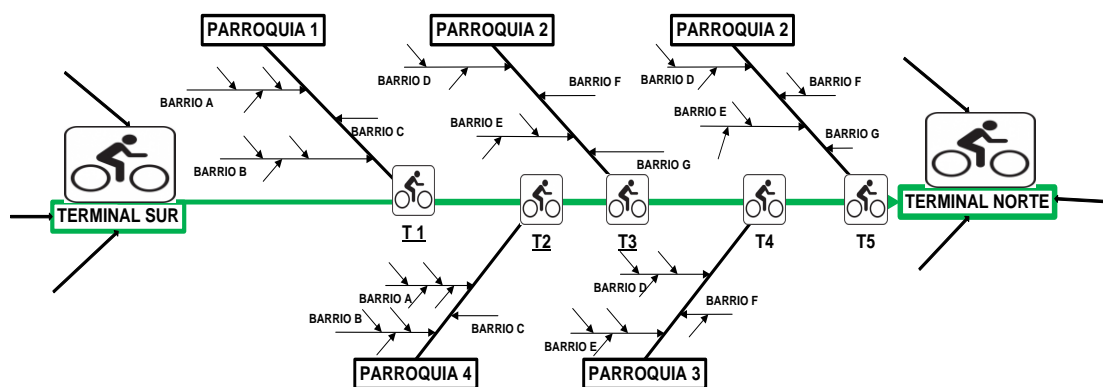 PARROQUIA 1
PARROQUIA 2
PARROQUIA 2
BARRIO D
BARRIO F
BARRIO D
BARRIO F
BARRIO A
BARRIO C
BARRIO E
BARRIO E
BARRIO G
BARRIO B
BARRIO G
TERMINAL SUR
TERMINAL NORTE
T 1
T2
T3
T4
T5
BARRIO D
BARRIO A
BARRIO F
BARRIO B
BARRIO C
BARRIO E
PARROQUIA 4
PARROQUIA 3